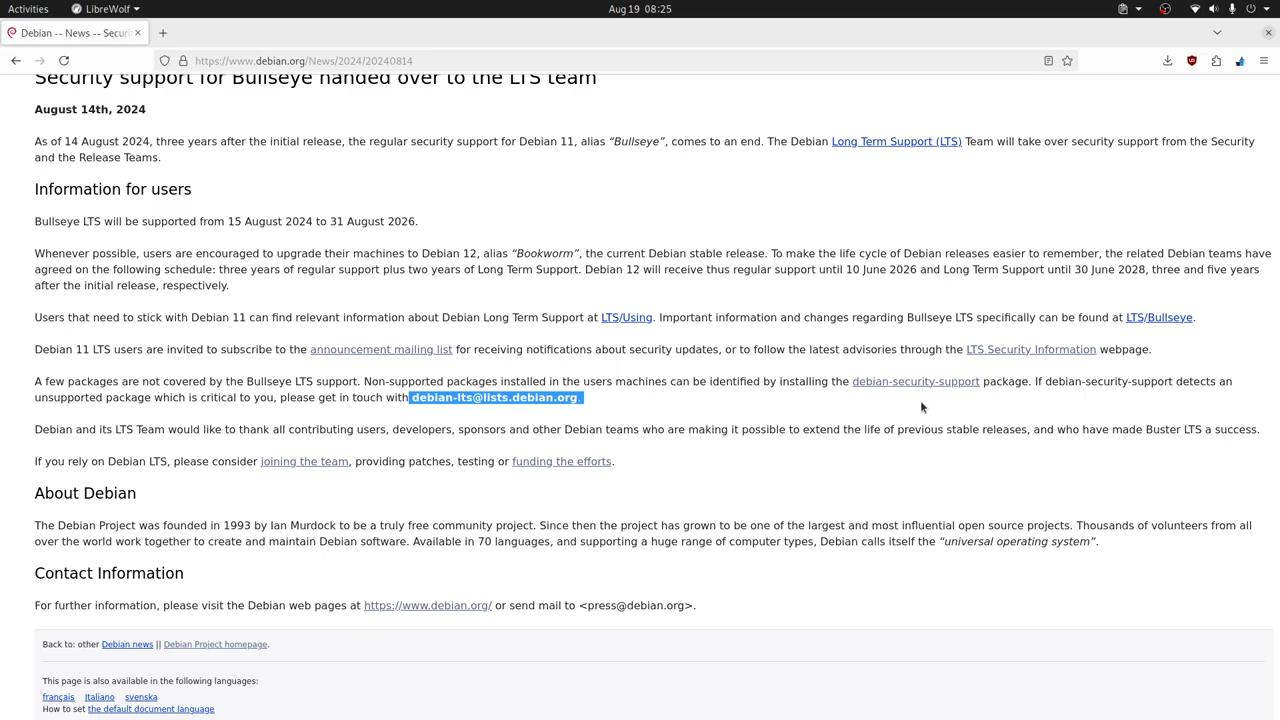 Activities LibreWolf Aug 19 08:25
Debian -- News -- Securi
https://www.debian.org/News/2024/20240814
Security support for Bullseye handed over to the LTS team
August 14th, 2024
As of 14 August 2024, three years after the initial release, the regular security support for Debian 11, alias “Bullseye”, comes to an end. The Debian Long Term Support (LTS) Team will take over security support from the Security
and the Release Teams.
Information for users
Bullseye LTS will be supported from 15 August 2024 to 31 August 2026.
Whenever possible, users are encouraged to upgrade their machines to Debian 12, alias “Bookworm”, the current Debian stable release. To make the life cycle of Debian releases easier to remember, the related Debian teams have
agreed on the following schedule: three years of regular support plus two years of Long Term Support. Debian 12 will receive thus regular support until 10 June 2026 and Long Term Support until 30 June 2028, three and five years
after the initial release, respectively.
Users that need to stick with Debian 11 can find relevant information about Debian Long Term Support at LTS/Using. Important information and changes regarding Bullseye LTS specifically can be found at LTS/Bullseye.
Debian 11 LTS users are invited to subscribe to the announcement mailing list for receiving notifications about security updates, or to follow the latest advisories through the LTS Security Information webpage.
A few packages are not covered by the Bullseye LTS support. Non-supported packages installed in the users machines can be identified by installing the debian-security-support package. If debian-security-support detects an
unsupported package which is critical to you, please get in touch with debian-lts@lists.debian.org.
Debian and its LTS Team would like to thank all contributing users, developers, sponsors and other Debian teams who are making it possible to extend the life of previous stable releases, and who have made Buster LTS a success.
If you rely on Debian LTS, please consider joining the team, providing patches, testing or funding the efforts.
About Debian
The Debian Project was founded in 1993 by Ian Murdock to be a truly free community project. Since then the project has grown to be one of the largest and most influential open source projects. Thousands of volunteers from all
over the world work together to create and maintain Debian software. Available in 70 languages, and supporting a huge range of computer types, Debian calls itself the “universal operating system”.
Contact Information
For further information, please visit the Debian web pages at https://www.debian.org/ or send mail to <press@debian.org>.
Back to: other Debian news || Debian Project homepage.
This page is also available in the following languages:
français Italiano svenska
How to set the default document language